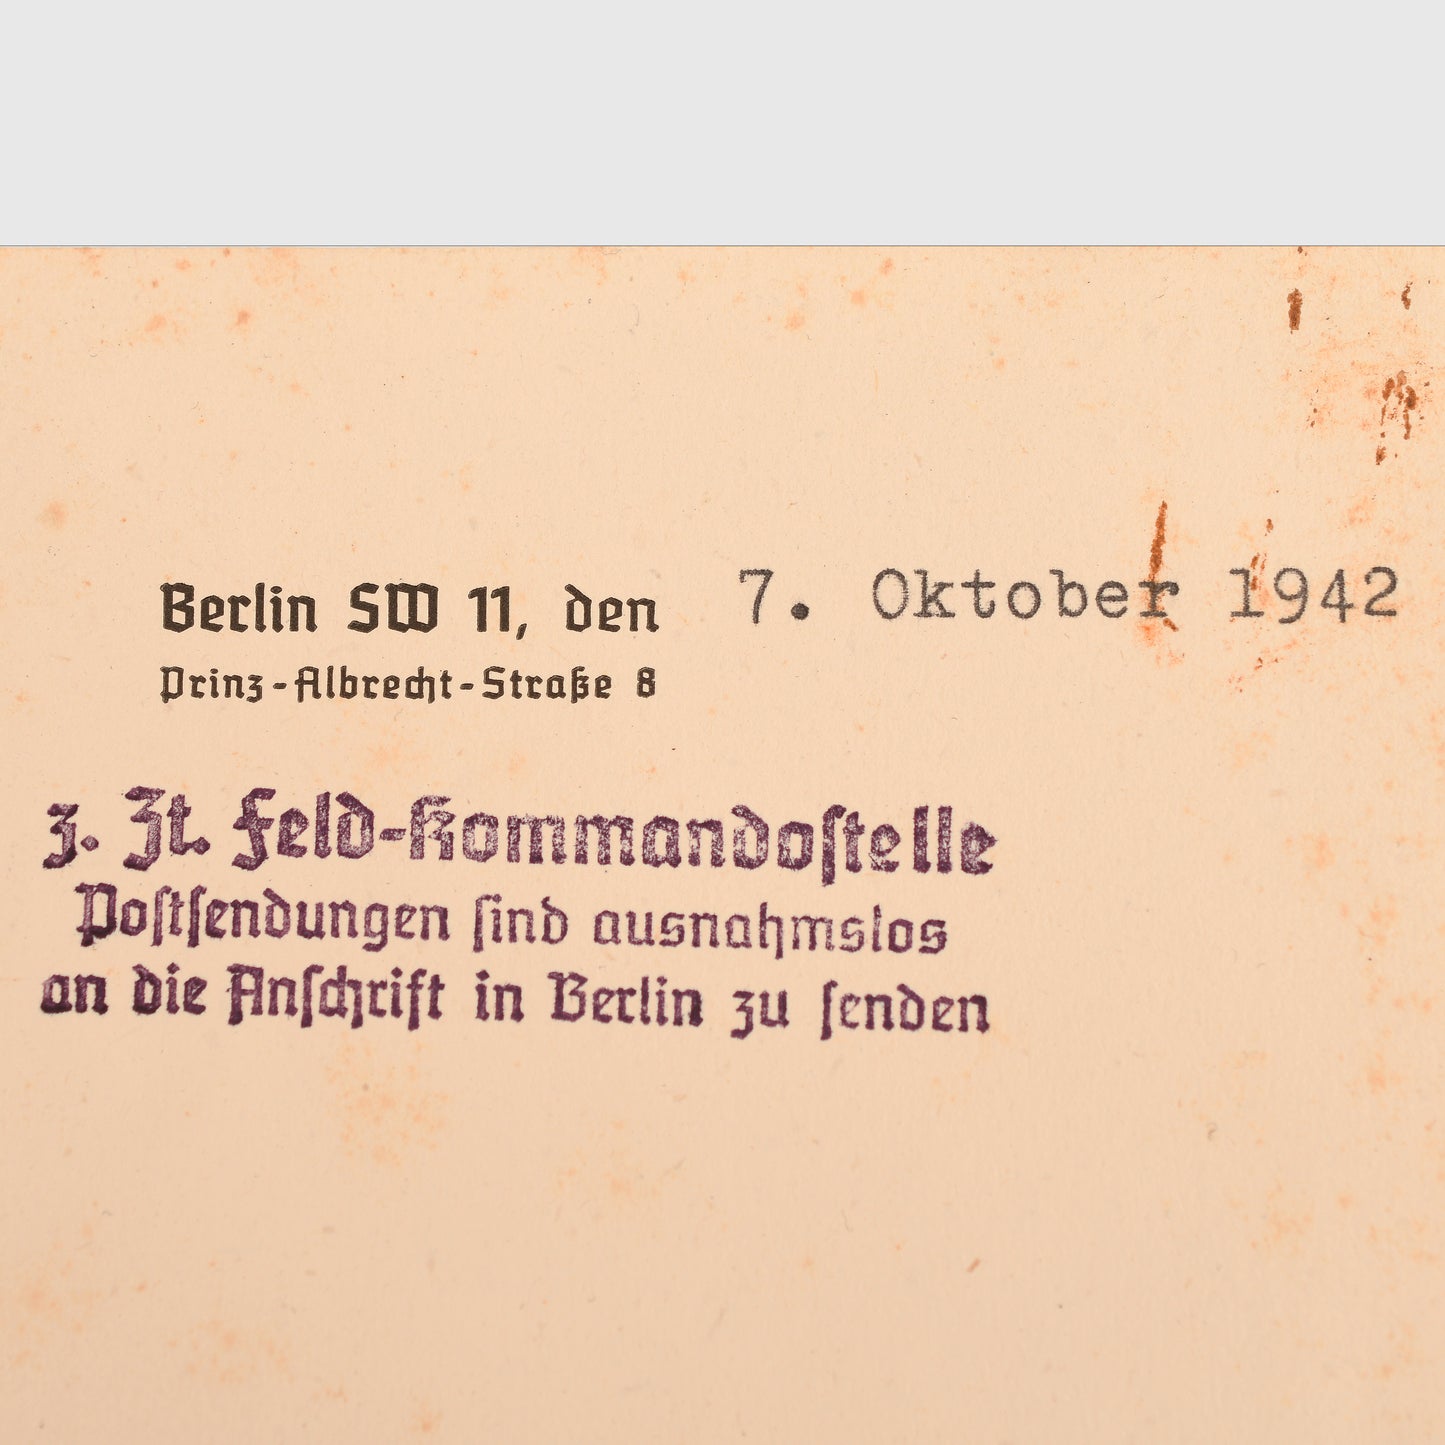 Berlin SW 11, den 7. Oktober 1942
Prinz-Albrecht-Straße 8
z. Zt. Feld-Kommandoſtelle
Poſtſendungen ſind ausnahmslos
an die Anſchrift in Berlin zu ſenden